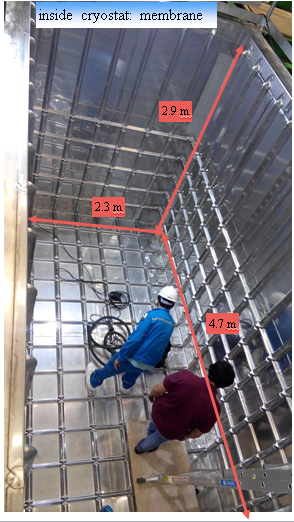 inside cryostat: membrane
2.9 m
2.3 m
4.7 m